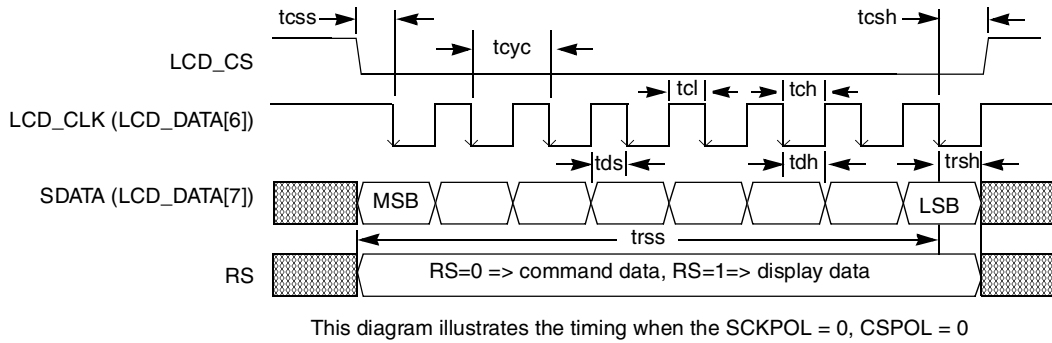 tcss
tcsh
tcyc
LCD_CS
tcl
tch
LCD_CLK (LCD_DATA[6])
tds
tdh
trsh
SDATA (LCD_DATA[7])
MSB
LSB
trss
RS
RS=0 => command data, RS=1=> display data
This diagram illustrates the timing when the SCKPOL = 0, CSPOL = 0